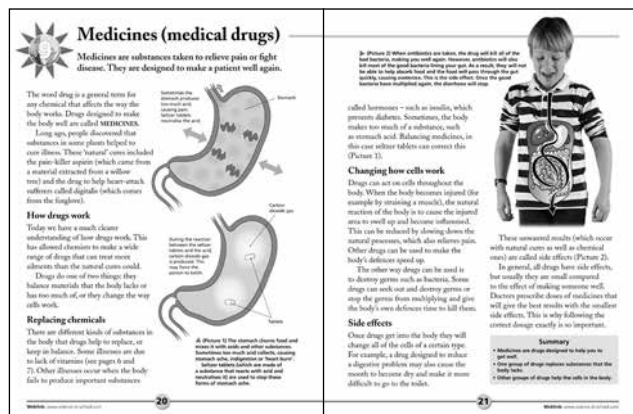 Medicines (medical drugs)
Medicines are substances taken to relieve pain or fight
disease. They are designed to make a patient well again.
The word drug is a general term for
any chemical that affects the way the
body works. Drugs designed to make
the body well are called MEDICINES.
Long ago, people discovered that
substances in some plants helped to
cure illness. These 'natural' cures included
the pain-killer aspirin (which came from
a material extracted from a willow
tree) and the drug to help heart-attack
sufferers called digitalis (which comes
from the foxglove).
How drugs work
Today we have a much clearer
understanding of how drugs work. This
has allowed chemists to make a wide
range of drugs that can treat more
ailments than the natural cures could.
Drugs do one of two things: they
balance materials that the body lacks or
has too much of, or they change the way
cells work.
Replacing chemicals
There are different kinds of substances in
the body that drugs help to replace, or
keep in balance. Some illnesses are due
to lack of vitamins (see pages 6 and
7). Other illnesses occur when the body
fails to produce important substances
Sometimes the
stomach produces
too much acid,
causing pain.
Seltzer tablets
neutralise the acid.
Stomach
Carbon
dioxide gas
During the reaction
between the seltzer
tablets and the acid,
carbon dioxide gas
is produced. This
may force the
person to belch.
Tablets
(Picture 1) The stomach churns food and
mixes it with acids and other substances.
Sometimes too much acid collects, causing
stomach ache, indigestion or 'heart burn'.
Seltzer tablets (which are made of
a substance that reacts with acid and
neutralises it) are used to stop these
forms of stomach ache.
20
(Picture 2) When antibiotics are taken, the drug will kill all of the
bad bacteria, making you well again. However, antibiotics will also
kill most of the good bacteria lining your gut. As a result, they will not
be able to help absorb food and the food will pass through the gut
quickly, causing diarrhoea. This is the side effect. Once the good
bacteria have multiplied again, the diarrhoea will stop.
called hormones – such as insulin, which
prevents diabetes. Sometimes, the body
makes too much of a substance, such
as stomach acid. Balancing medicines, in
this case seltzer tablets can correct this
(Picture 1).
Changing how cells work
Drugs can act on cells throughout the
body. When the body becomes injured (for
example by straining a muscle), the natural
reaction of the body is to cause the injured
area to swell up and become inflamed.
This can be reduced by slowing down the
natural processes, which also relieves pain.
Other drugs can be used to make the
body's defences speed up.
The other way drugs can be used is
to destroy germs such as bacteria. Some
drugs can seek out and destroy germs or
stop the germs from multiplying and give
the body's own defences time to kill them.
Side effects
Once drugs get into the body they will
change all of the cells of a certain type.
For example, a drug designed to reduce
a digestive problem may also cause the
mouth to become dry and make it more
difficult to go to the toilet.
These unwanted results (which occur
with natural cures as well as chemical
ones) are called side effects (Picture 2).
In general, all drugs have side effects,
but usually they are small compared
to the effect of making someone well.
Doctors prescribe doses of medicines that
will give the best results with the smallest
side effects. This is why following the
correct dosage exactly is so important.
Summary
• Medicines are drugs designed to help you to
get well.
• One group of drugs replaces substances that the
body lacks.
• Other groups of drugs help the cells in the body.
21